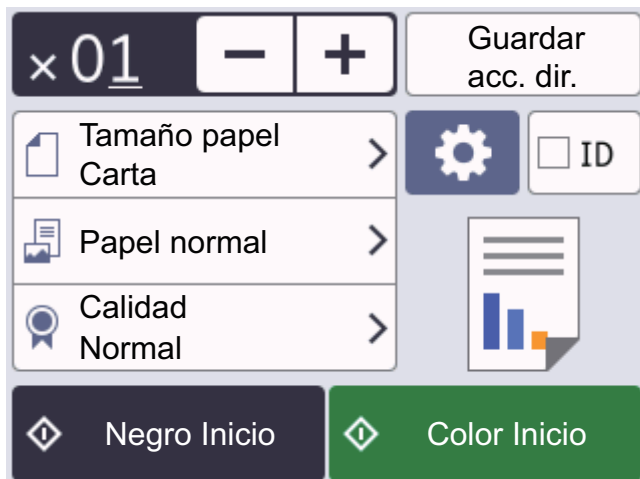 × 01 − +
Guardar
acc. dir.
Tamaño papel
Carta
ID
Papel normal
Calidad
Normal
Negro Inicio
Color Inicio